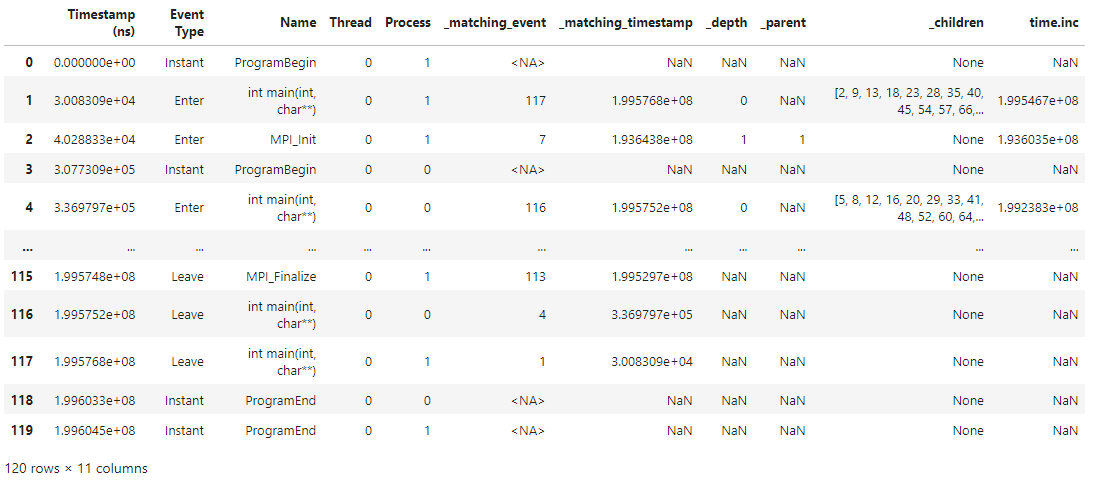 Timestamp (ns) Event Type Name Thread Process _matching_event _matching_timestamp _depth _parent _children time.inc
0 0.000000e+00 Instant ProgramBegin 0 1 <NA> NaN NaN NaN None NaN
1 3.008309e+04 Enter int main(int, char**) 0 1 117 1.995768e+08 0 NaN [2, 9, 13, 18, 23, 28, 35, 40, 45, 54, 57, 66,... 1.995467e+08
2 4.028833e+04 Enter MPI_Init 0 1 7 1.936438e+08 1 1 None 1.936035e+08
3 3.077309e+05 Instant ProgramBegin 0 0 <NA> NaN NaN NaN None NaN
4 3.369797e+05 Enter int main(int, char**) 0 0 116 1.995752e+08 0 NaN [5, 8, 12, 16, 20, 29, 33, 41, 48, 52, 60, 64,... 1.992383e+08
... ... ... ... ... ... ... ... ... ... ... ...
115 1.995748e+08 Leave MPI_Finalize 0 1 113 1.995297e+08 NaN NaN None NaN
116 1.995752e+08 Leave int main(int, char**) 0 0 4 3.369797e+05 NaN NaN None NaN
117 1.995768e+08 Leave int main(int, char**) 0 1 1 3.008309e+04 NaN NaN None NaN
118 1.996033e+08 Instant ProgramEnd 0 0 <NA> NaN NaN NaN None NaN
119 1.996045e+08 Instant ProgramEnd 0 1 <NA> NaN NaN NaN None NaN
120 rows × 11 columns